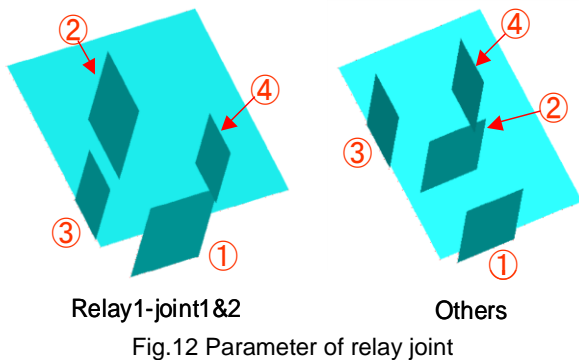 ② ④
④ ②
③ ③
① ①
Relay1-joint1&2 Others
Fig.12 Parameter of relay joint